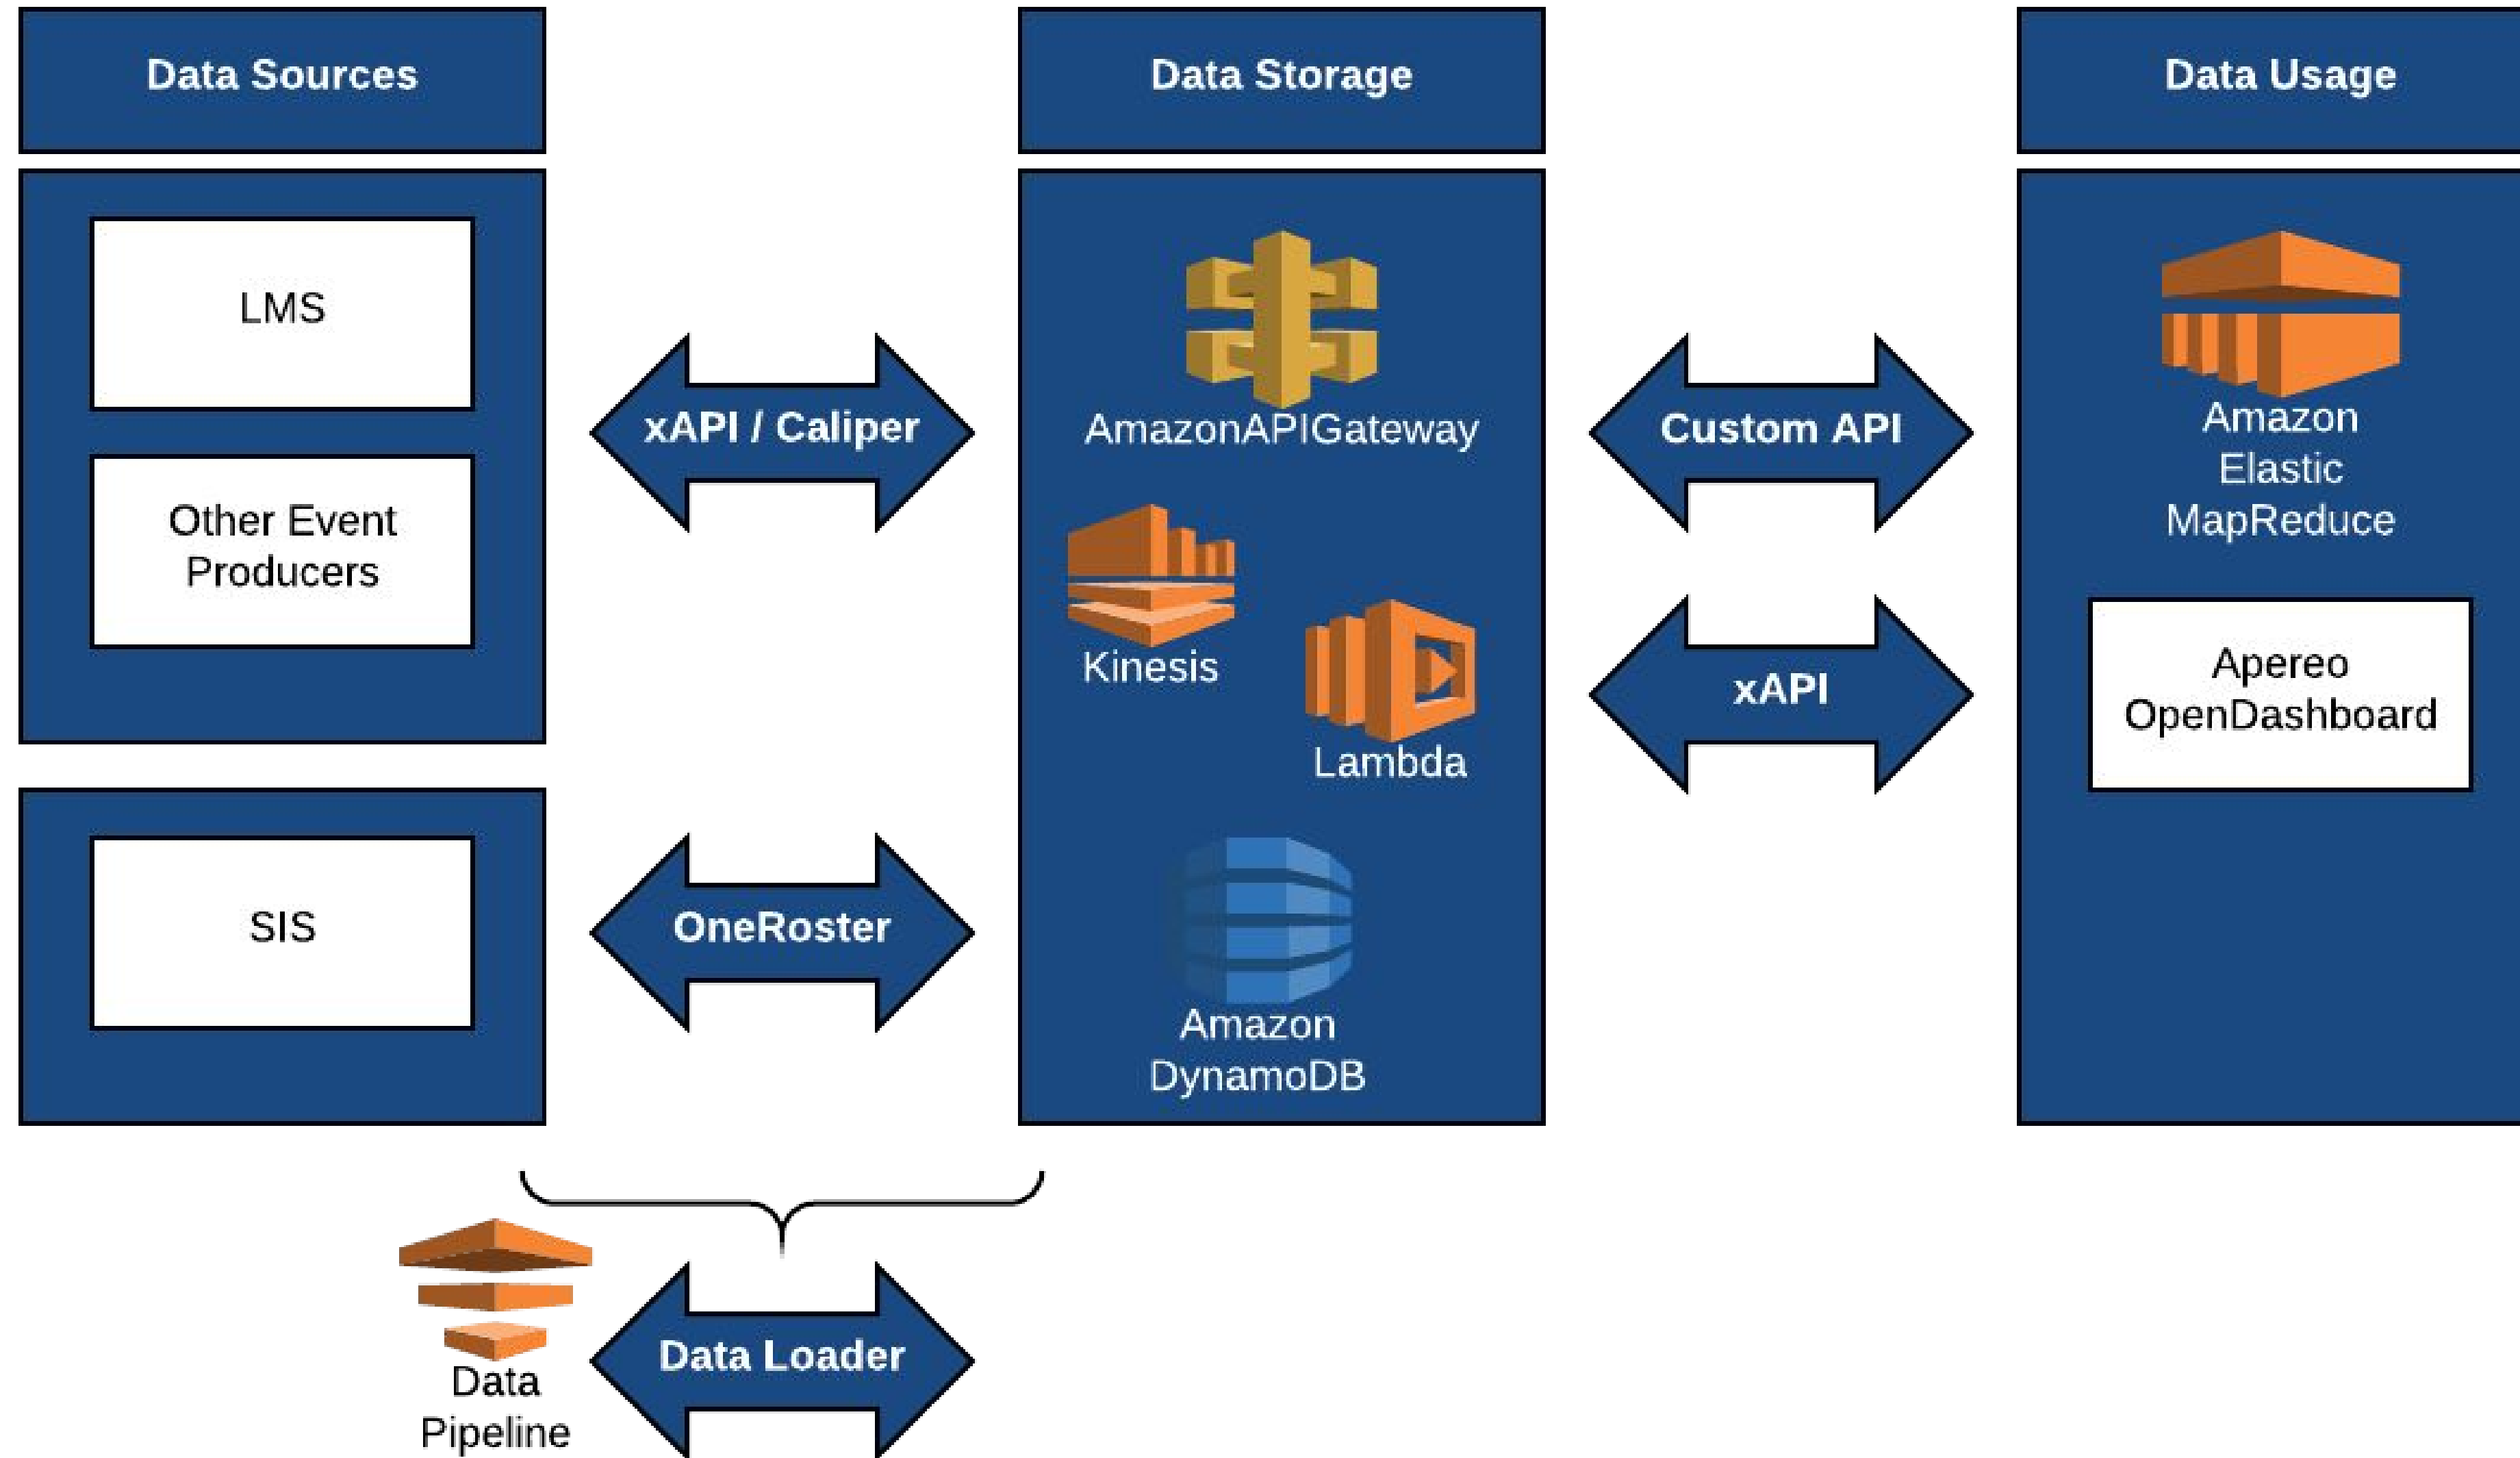 Data Sources
Data Storage
Data Usage
LMS
Other Event
Producers
xAPI / Caliper
SIS
OneRoster
AmazonAPIGateway
Kinesis
Lambda
Amazon
DynamoDB
Custom API
xAPI
Amazon
Elastic
MapReduce
Apereo
OpenDashboard
Data
Pipeline
Data Loader